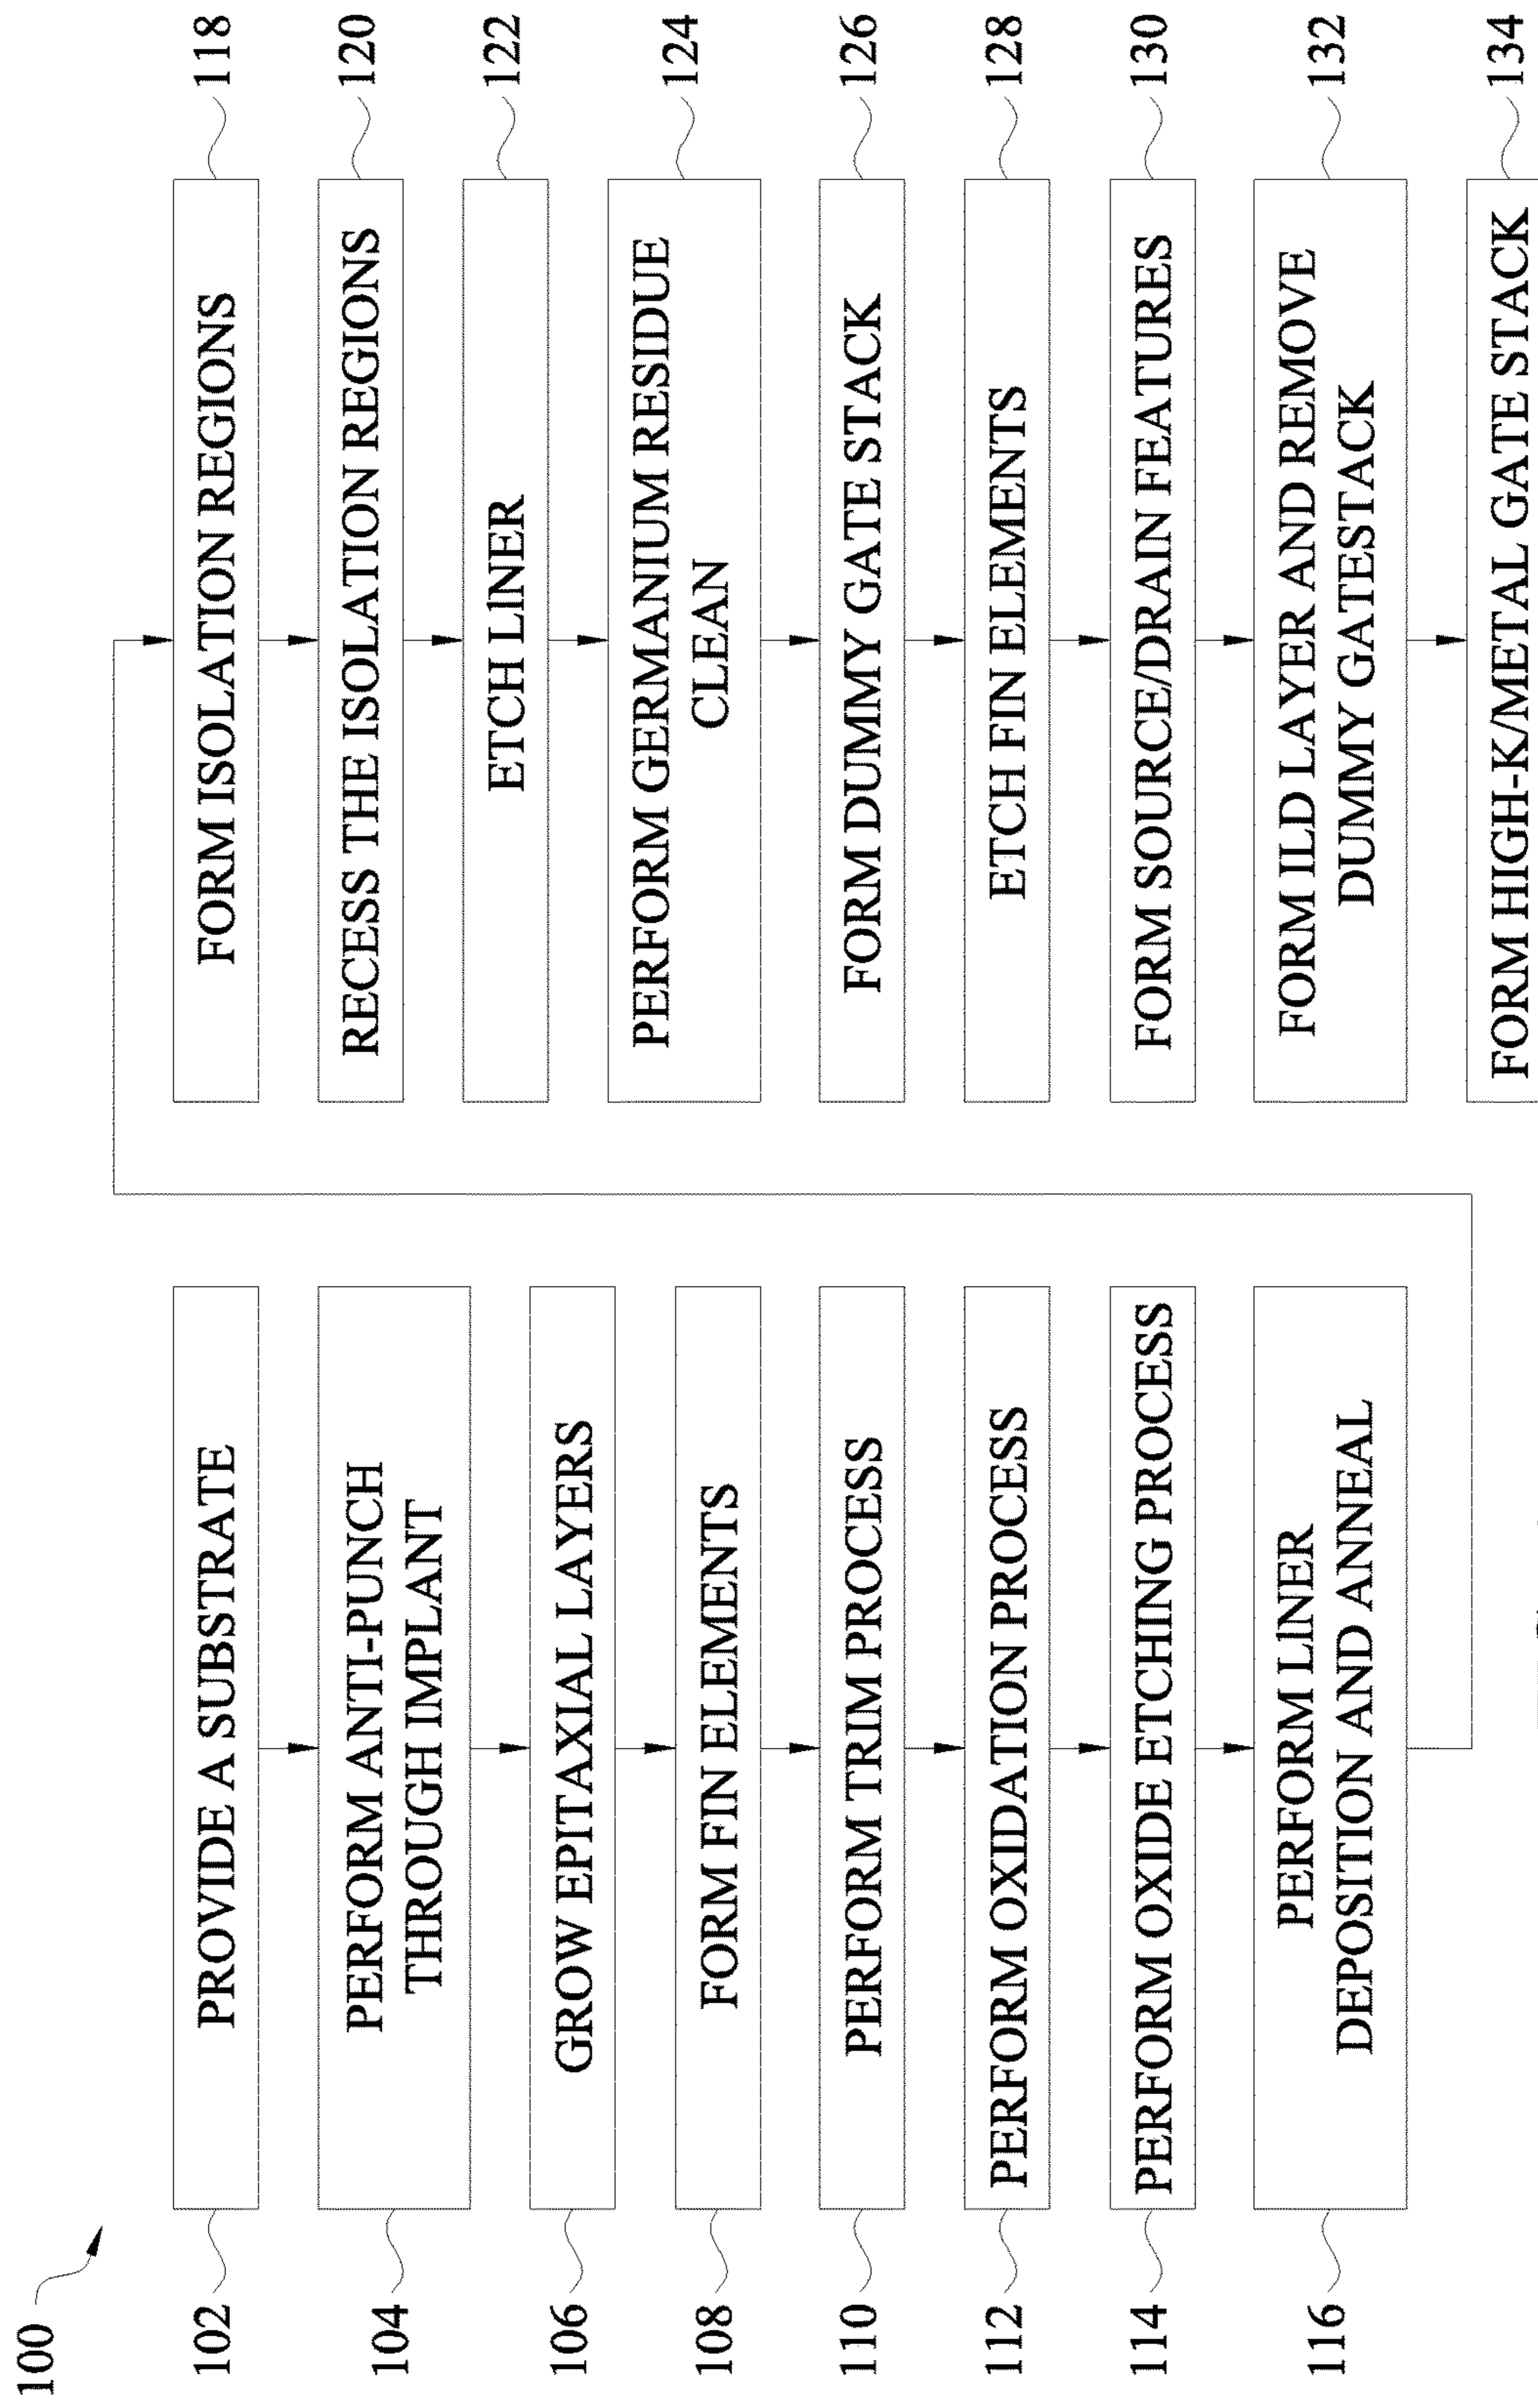 100
102
PROVIDE A SUBSTRATE
104
PERFORM ANTI-PUNCH
THROUGH IMPLANT
106
GROW EPITAXIAL LAYERS
108
FORM FIN ELEMENTS
110
PERFORM TRIM PROCESS
112
PERFORM OXIDATION PROCESS
114
PERFORM OXIDE ETCHING PROCESS
116
PERFORM LINER
DEPOSITION AND ANNEAL
FORM ISOLATION REGIONS
118
RECESS THE ISOLATION REGIONS
120
ETCH LINER
122
PERFORM GERMANIUM RESIDUE
CLEAN
124
FORM DUMMY GATE STACK
126
ETCH FIN ELEMENTS
128
FORM SOURCE/DRAIN FEATURES
130
FORM ILD LAYER AND REMOVE
DUMMY GATESTACK
132
FORM HIGH-K/METAL GATE STACK
134